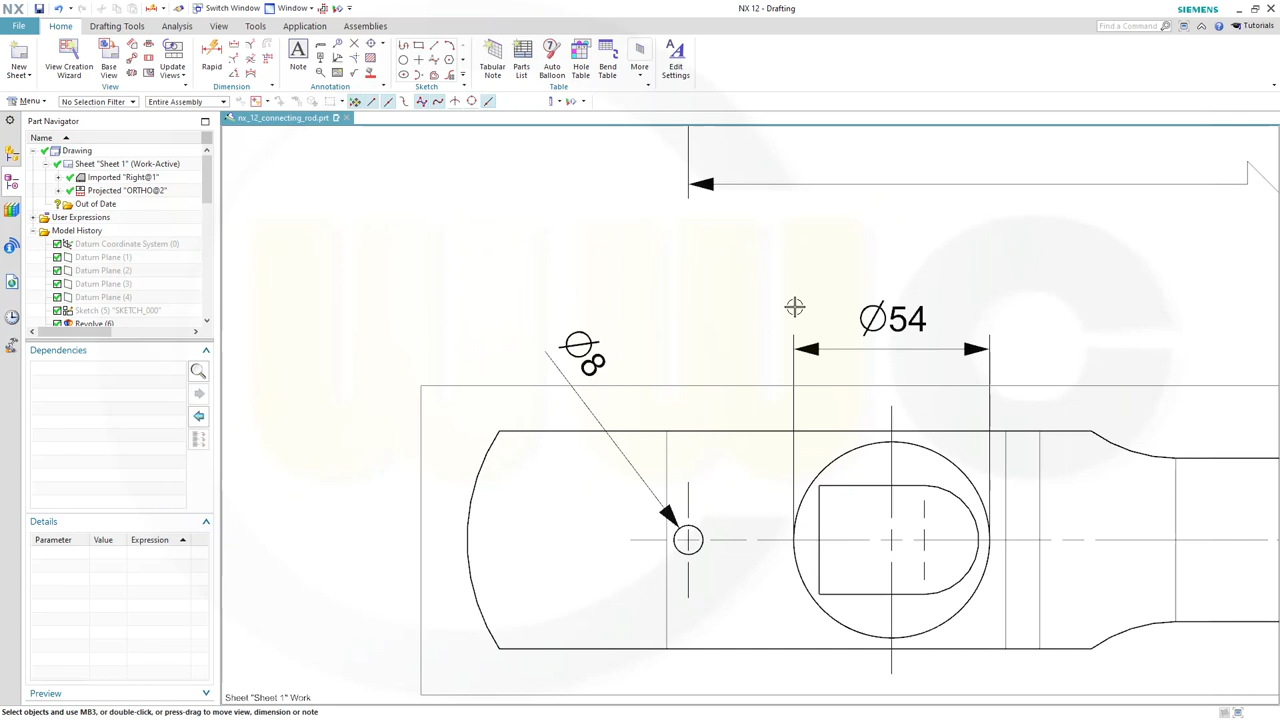 NX
Switch Window
Window
NX 12 - Drafting
SIEMENS
File
Home
Drafting Tools
Analysis
View
Tools
Application
Assemblies
Find a Command
Tutorials
New Sheet
View Creation Wizard
Base View
Update Views
Rapid
Note
Tabular Note
Parts List
Auto Balloon
Hole Table
Bend Table
More
Edit Settings
View
Dimension
Annotation
Sketch
Table
Menu
No Selection Filter
Entire Assembly
Part Navigator
nx_12_connecting_rod.prt
Name
Drawing
Sheet "Sheet 1" (Work-Active)
Imported "Right@1"
Projected "ORTHO@2"
Out of Date
User Expressions
Model History
Datum Coordinate System (0)
Datum Plane (1)
Datum Plane (2)
Datum Plane (3)
Datum Plane (4)
Sketch (5) "SKETCH_000"
Revolve (6)
Dependencies
Details
Parameter
Value
Expression
Preview
Ø8
Ø54
Sheet "Sheet 1" Work
Select objects and use MB3, or double-click, or press-drag to move view, dimension or note